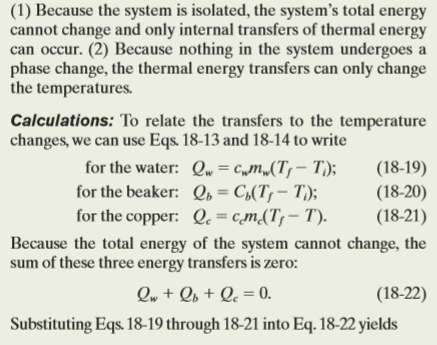 (1) Because the system is isolated, the system's total energy
cannot change and only internal transfers of thermal energy
can occur. (2) Because nothing in the system undergoes a
phase change, the thermal energy transfers can only change
the temperatures.
Calculations: To relate the transfers to the temperature
changes, we can use Eqs. 18-13 and 18-14 to write
for the water: Q_w = c_w m_w(T_f − T_i); (18-19)
for the beaker: Q_b = C_b(T_f − T_i); (18-20)
for the copper: Q_c = c_c m_c(T_f − T). (18-21)
Because the total energy of the system cannot change, the
sum of these three energy transfers is zero:
Q_w + Q_b + Q_c = 0. (18-22)
Substituting Eqs. 18-19 through 18-21 into Eq. 18-22 yields